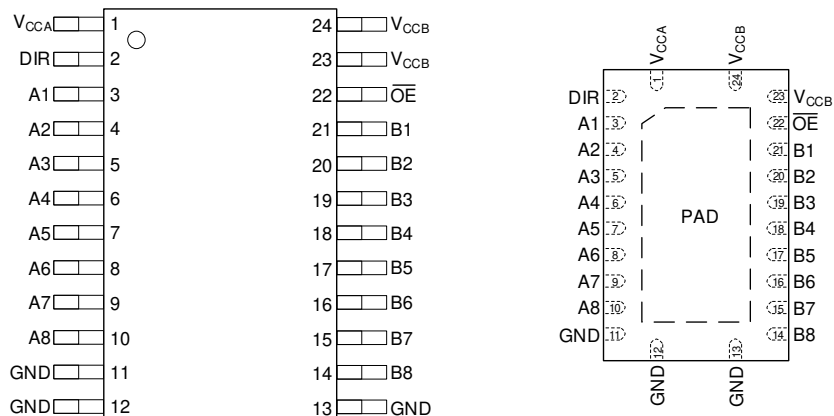 VCCA 1 24 VCCB
DIR 2 23 VCCB
A1 3 22 OE
A2 4 21 B1
A3 5 20 B2
A4 6 19 B3
A5 7 18 B4
A6 8 17 B5
A7 9 16 B6
A8 10 15 B7
GND 11 14 B8
GND 12 13 GND
VCCA VCCB
1 24
DIR 2 23 VCCB
A1 3 22 OE
A2 4 21 B1
A3 5 20 B2
A4 6 19 B3
A5 7 PAD 18 B4
A6 8 17 B5
A7 9 16 B6
A8 10 15 B7
GND 11 14 B8
12 13
GND GND